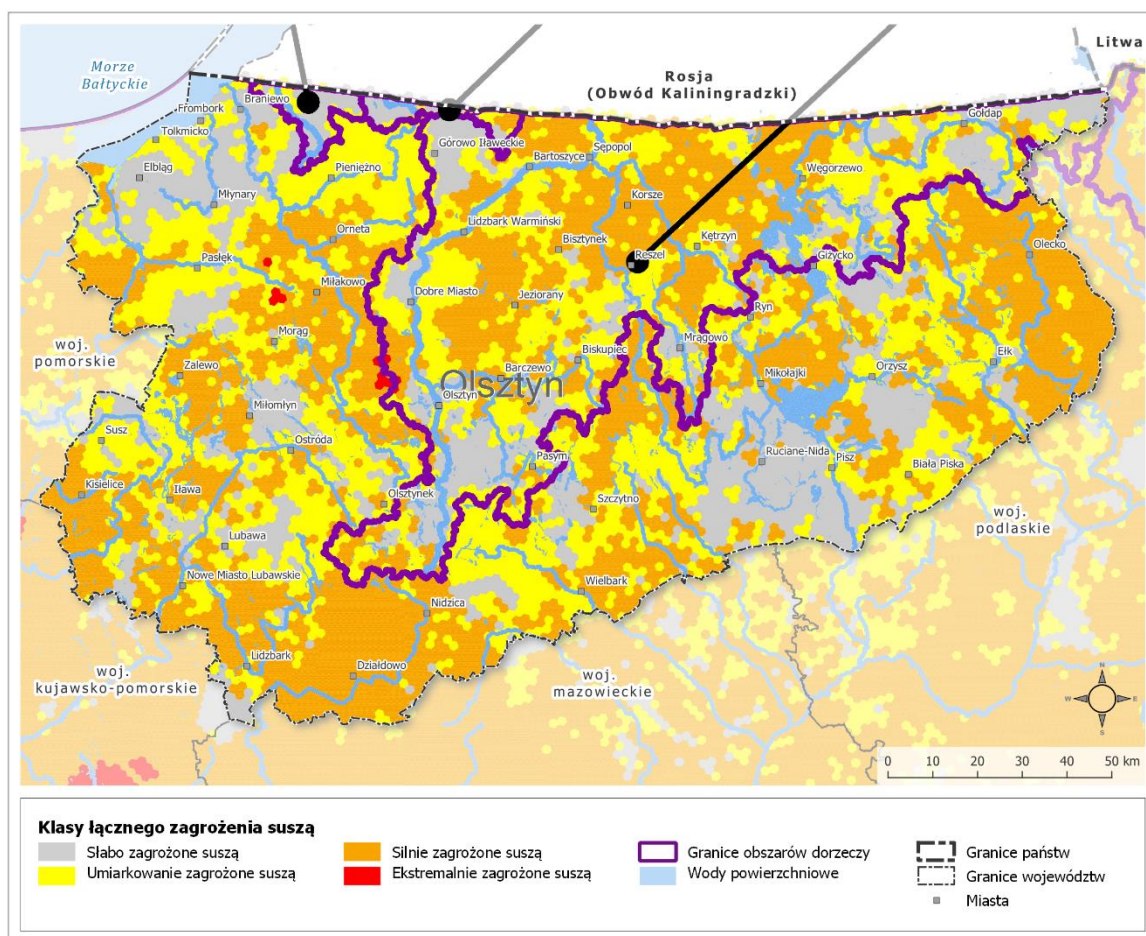 Morze
Bałtyckie
Rosja
(Obwód Kaliningradzki)
Litwa
Frombork
Braniewo
Tolkmicko
Elbląg
Młynary
Pieniężno
Górowo Iławeckie
Bartoszyce
Sępopol
Węgorzewo
Gołdap
Korsze
Lidzbark Warmiński
Orneta
Bisztynek
Kętrzyn
Reszel
Giżycko
Olecko
Pasłęk
Miłakowo
Dobre Miasto
Jeziorany
Ryn
Morąg
Mrągowo
woj.
pomorskie
Zalewo
Barczewo
Biskupiec
Olsztyn
Olsztyn
Mikołajki
Orzysz
Ełk
Miłomłyn
Susz
Ostróda
Pasym
Ruciane-Nida
Pisz
Biała Piska
Kisielice
Iława
Olsztynek
Szczytno
woj.
podlaskie
Lubawa
Nowe Miasto Lubawskie
Wielbark
Nidzica
Lidzbark
Działdowo
woj.
kujawsko-pomorskie
woj.
mazowieckie
N
W
E
S
0 10 20 30 40 50 km
Klasy łącznego zagrożenia suszą
Słabo zagrożone suszą
Umiarkowanie zagrożone suszą
Silnie zagrożone suszą
Ekstremalnie zagrożone suszą
Granice obszarów dorzeczy
Wody powierzchniowe
Granice państw
Granice województw
Miasta